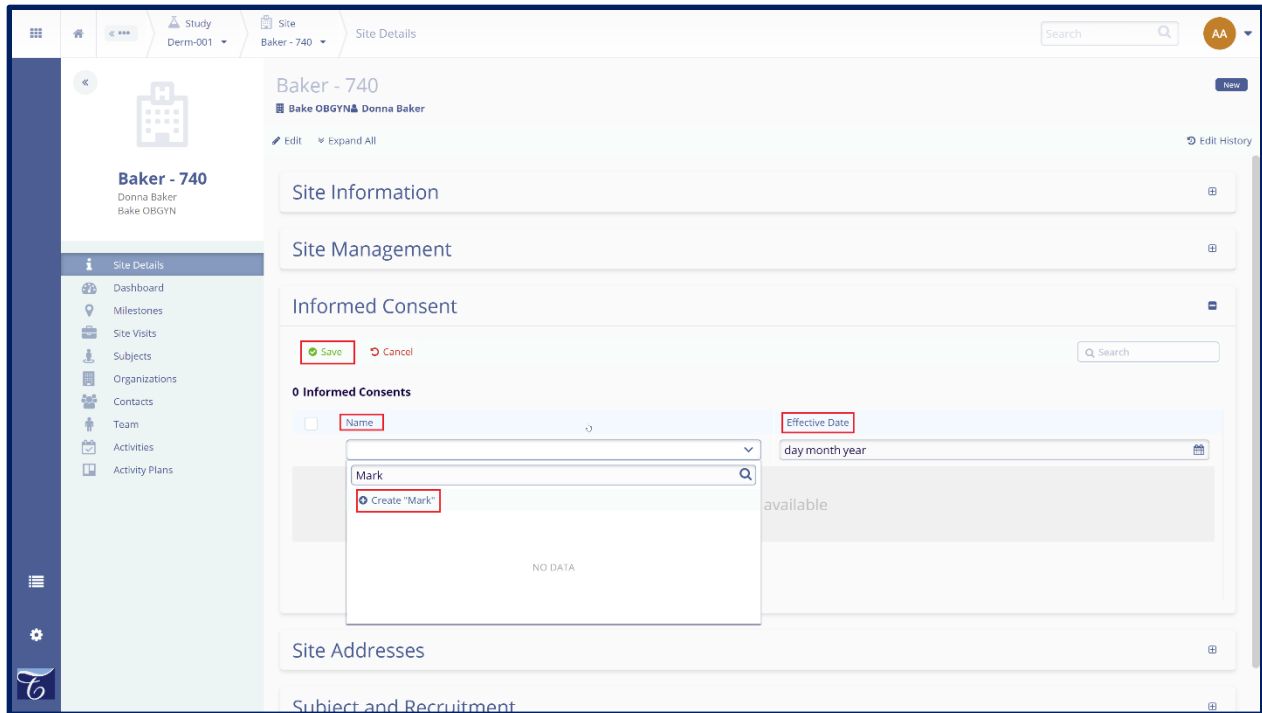 Study
Derm-001
Site
Baker - 740
Site Details
Search
AA
Baker - 740
Donna Baker
Bake OBGYN
Site Details
Dashboard
Milestones
Site Visits
Subjects
Organizations
Contacts
Team
Activities
Activity Plans
Baker - 740
New
Bake OBGYN Donna Baker
Edit Expand All
Edit History
Site Information
Site Management
Informed Consent
Save Cancel
Search
0 Informed Consents
Name Effective Date
day month year
Mark
Create "Mark"
available
NO DATA
Site Addresses
Subject and Recruitment